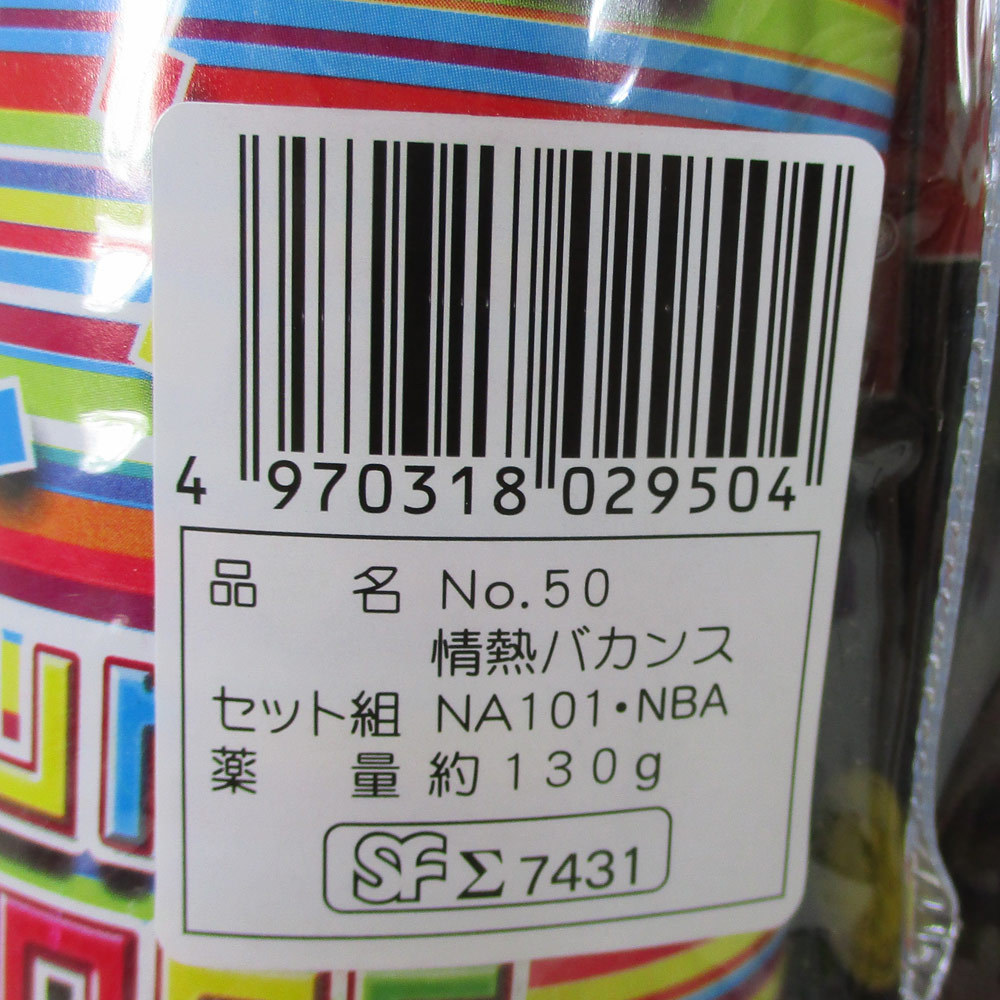 4 970318 029504
品 名 No.50
情熱バカンス
セット組 NA101・NBA
薬 量 約130g
SF Σ 7431